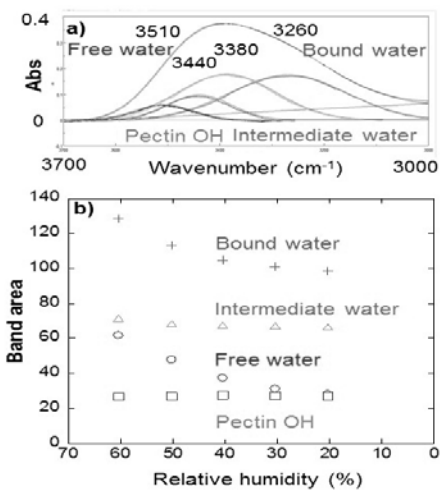 0.4
a)
3510
3260
Free water
3380
Bound water
3440
Abs
0
Pectin OH Intermediate water
3700
Wavenumber (cm⁻¹)
3000
140
b)
120
Bound water
100
80
Intermediate water
Band area
60
Free water
40
20
Pectin OH
0
70 60 50 40 30 20 10 0
Relative humidity (%)